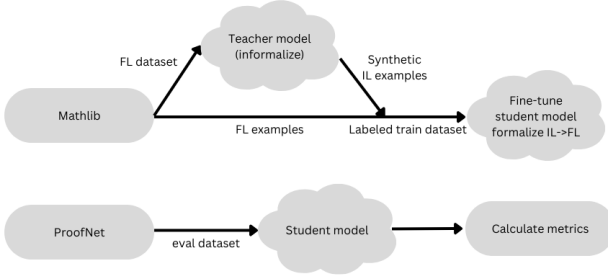 Teacher model
(informalize)
FL dataset
Synthetic
IL examples
Mathlib
FL examples
Labeled train dataset
Fine-tune
student model
formalize IL->FL
ProofNet
eval dataset
Student model
Calculate metrics